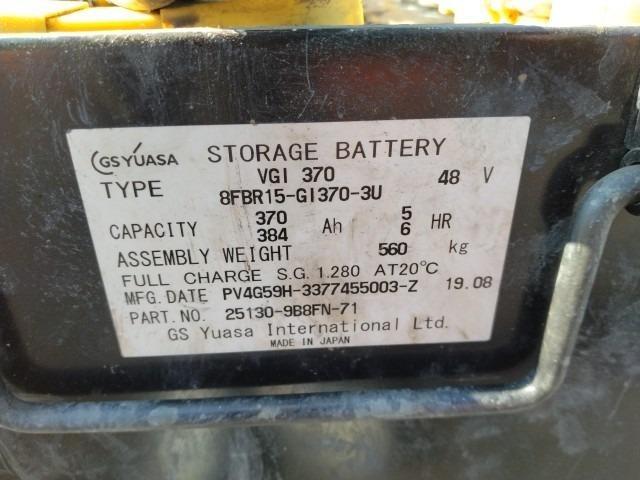 GSYUASA STORAGE BATTERY
TYPE VGI 370 48 V
8FBR15-GI370-3U
CAPACITY 370 Ah 5 HR
384 6
ASSEMBLY WEIGHT 560 kg
FULL CHARGE S.G. 1.280 AT20°C
MFG. DATE PV4G59H-3377455003-Z 19.08
PART.NO. 25130-9B8FN-71
GS Yuasa International Ltd.
MADE IN JAPAN